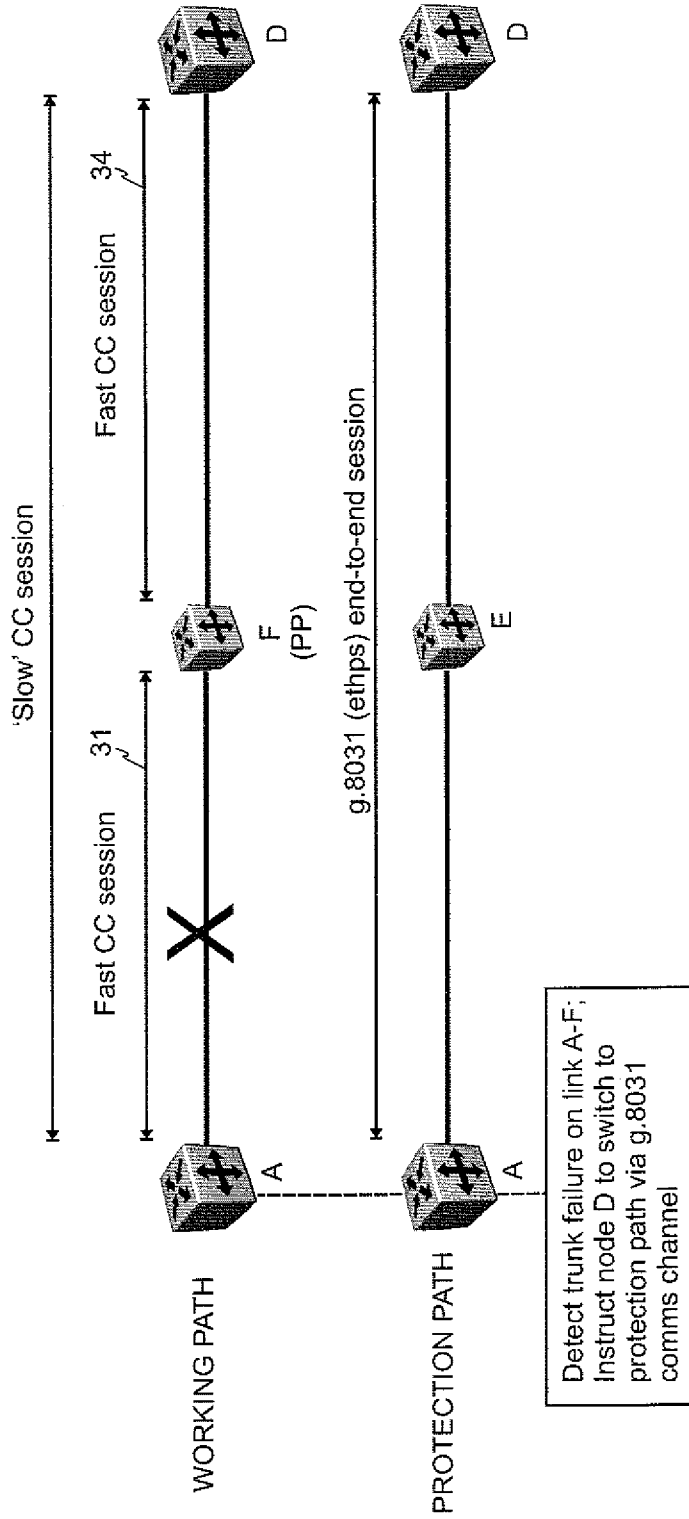 'Slow' CC session
31
34
Fast CC session
Fast CC session
WORKING PATH
A
F
(PP)
D
g.8031 (ethps) end-to-end session
PROTECTION PATH
A
E
D
Detect trunk failure on link A-F;
Instruct node D to switch to
protection path via g.8031
comms channel